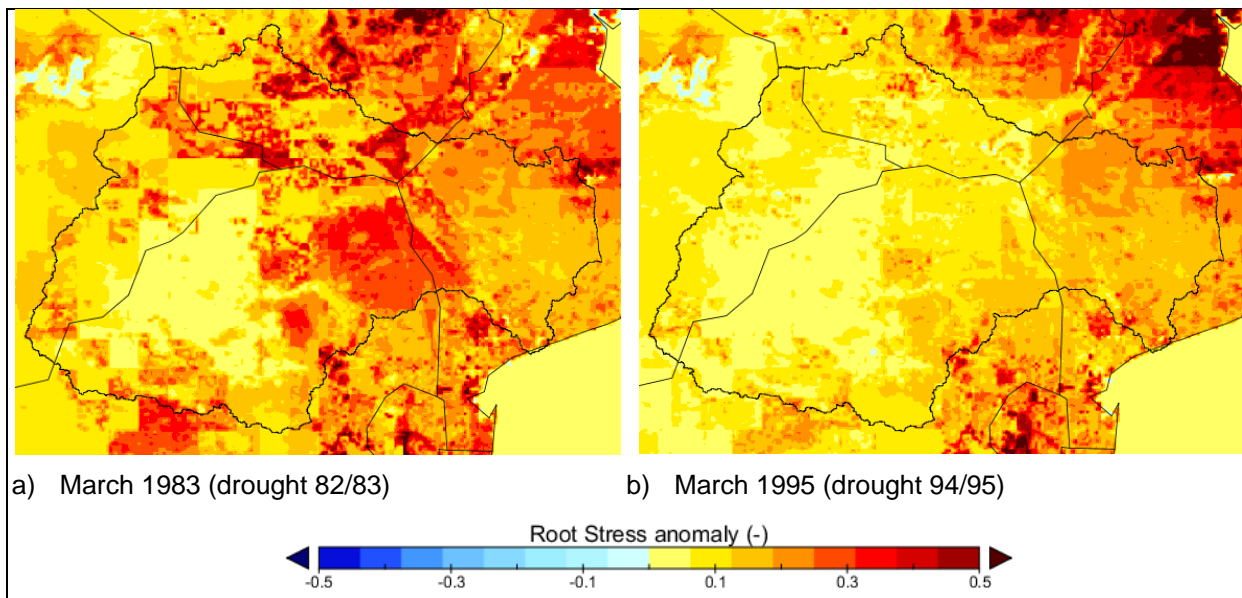 a) March 1983 (drought 82/83)
b) March 1995 (drought 94/95)
Root Stress anomaly (-)
-0.5 -0.3 -0.1 0.1 0.3 0.5